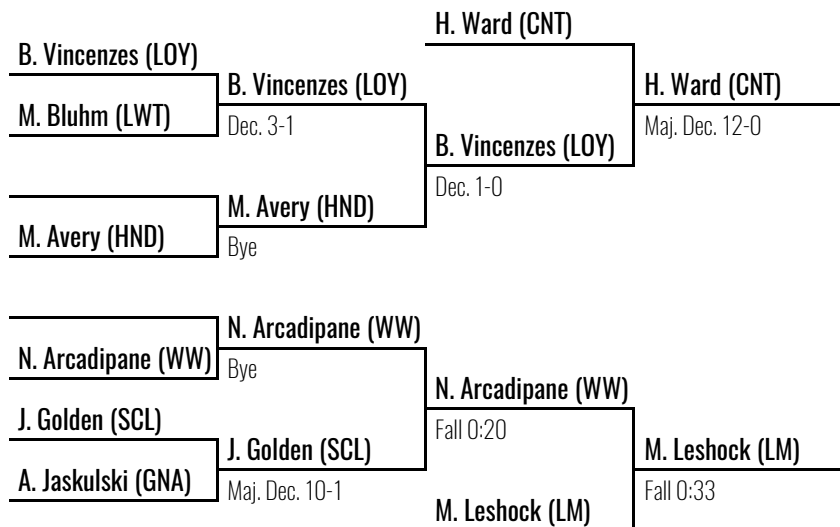 H. Ward (CNT)
B. Vincenzes (LOY)
B. Vincenzes (LOY)
H. Ward (CNT)
M. Bluhm (LWT)
Dec. 3-1
Maj. Dec. 12-0
B. Vincenzes (LOY)
Dec. 1-0
M. Avery (HND)
M. Avery (HND)
Bye
N. Arcadipane (WW)
N. Arcadipane (WW)
Bye
N. Arcadipane (WW)
J. Golden (SCL)
Fall 0:20
J. Golden (SCL)
M. Leshock (LM)
A. Jaskulski (GNA)
Maj. Dec. 10-1
Fall 0:33
M. Leshock (LM)